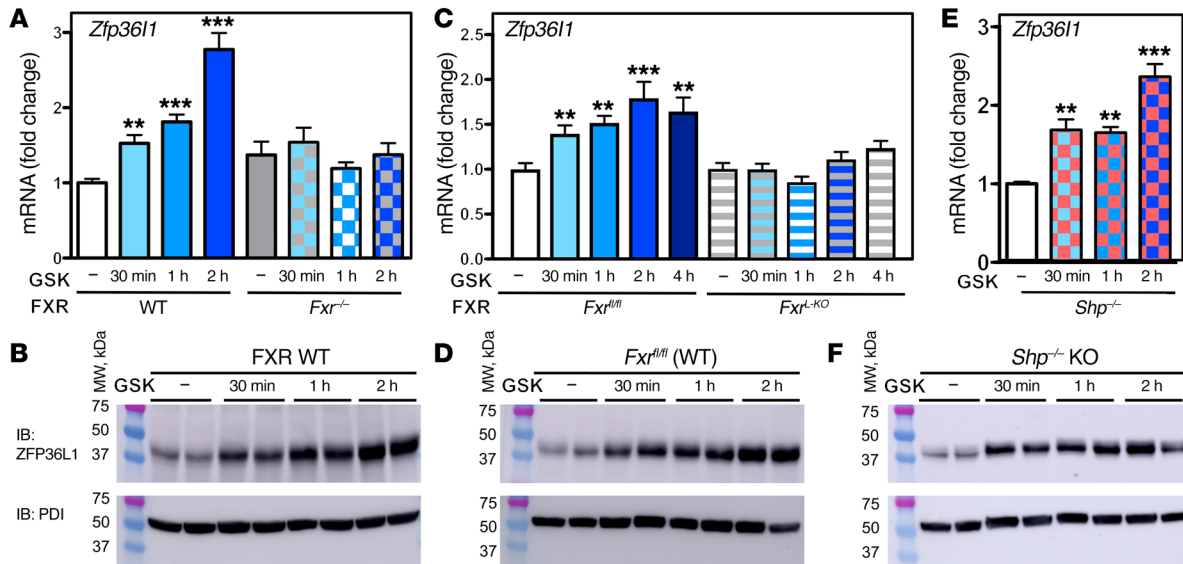 A
Zfp36l1
mRNA (fold change)
3
2
1
0
***
***
**
GSK – 30 min 1 h 2 h – 30 min 1 h 2 h
FXR WT Fxr–/–
C
Zfp36l1
mRNA (fold change)
2.5
2.0
1.5
1.0
0.5
0.0
** ** *** **
GSK – 30 min 1 h 2 h 4 h – 30 min 1 h 2 h 4 h
FXR Fxrfl/fl FxrL-KO
E
Zfp36l1
mRNA (fold change)
3
2
1
0
** ** ***
GSK – 30 min 1 h 2 h
Shp–/–
B
MW, kDa
FXR WT
GSK – 30 min 1 h 2 h
75
50
37
IB:
ZFP36L1
75
50
37
IB: PDI
D
MW, kDa
Fxrfl/fl (WT)
GSK – 30 min 1 h 2 h
75
50
37
75
50
37
F
MW, kDa
Shp–/– KO
GSK – 30 min 1 h 2 h
75
50
37
75
50
37